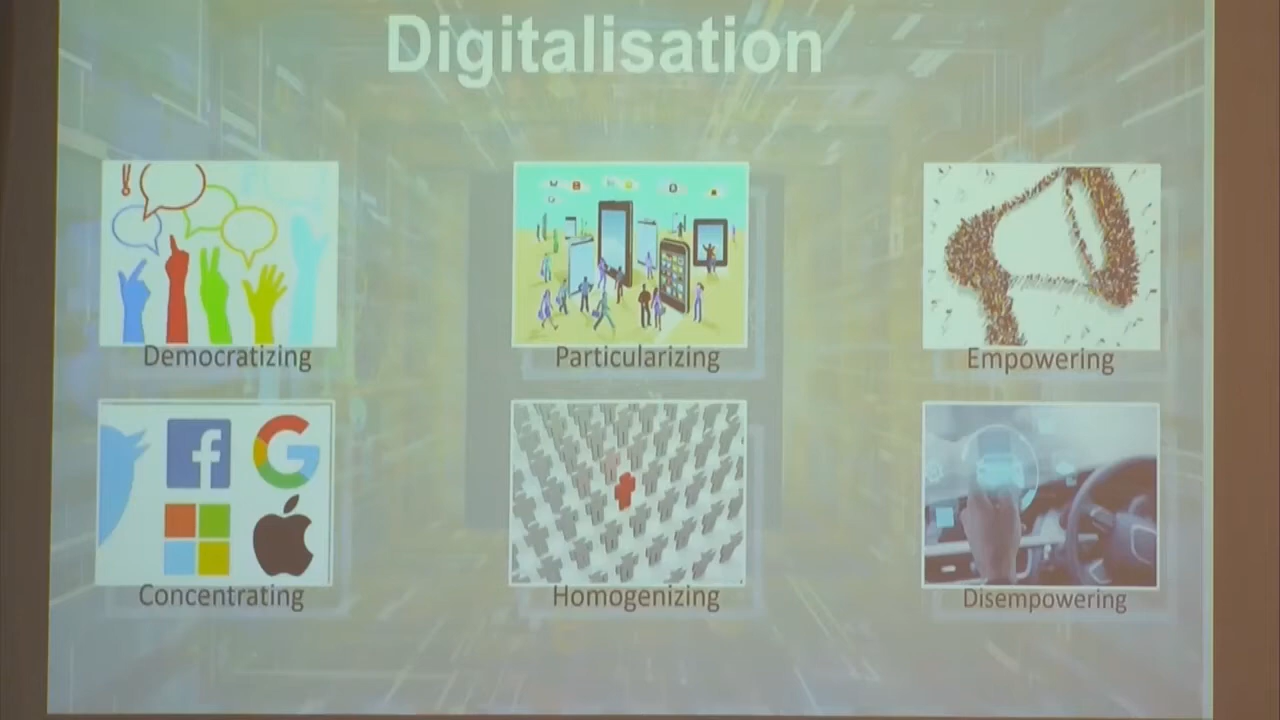 Digitalisation
Democratizing
Particularizing
Empowering
Concentrating
Homogenizing
Disempowering